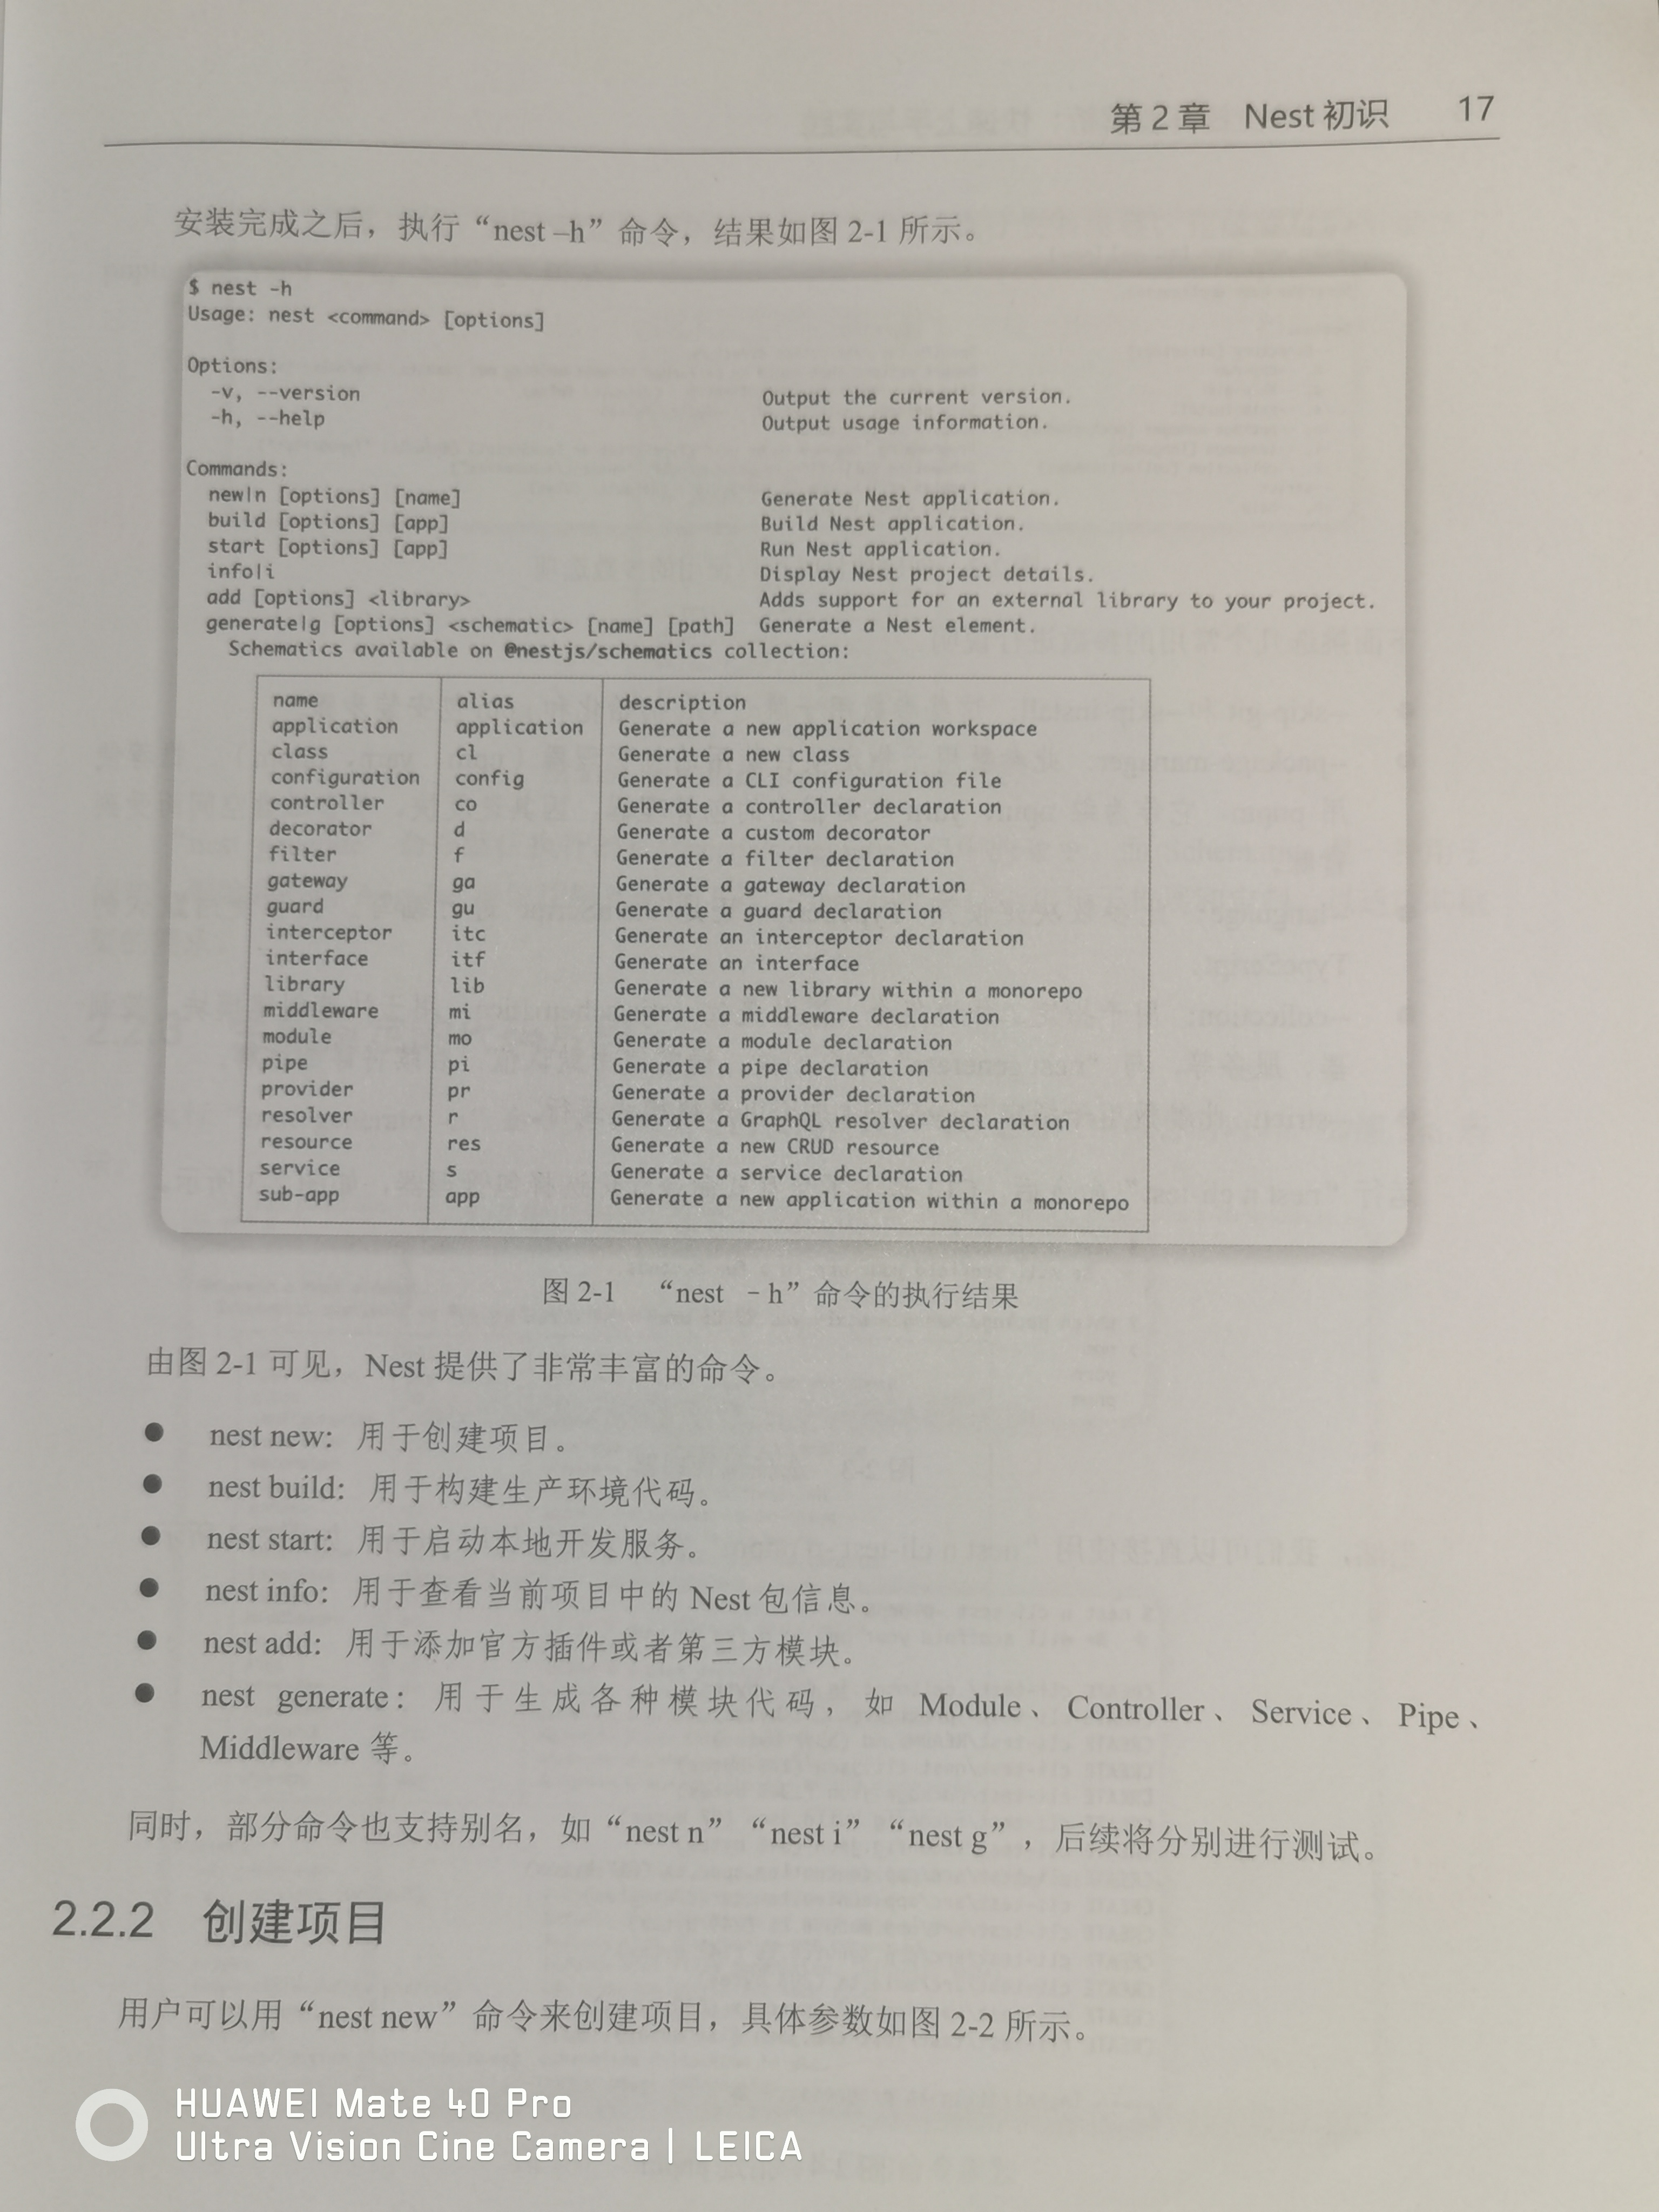 第2章 Nest 初识 17
安装完成之后，执行“nest –h”命令，结果如图 2-1 所示。
$ nest -h
Usage: nest <command> [options]
Options:
-v, --version Output the current version.
-h, --help Output usage information.
Commands:
new|n [options] [name] Generate Nest application.
build [options] [app] Build Nest application.
start [options] [app] Run Nest application.
info|i Display Nest project details.
add [options] <library> Adds support for an external library to your project.
generate|g [options] <schematic> [name] [path] Generate a Nest element.
Schematics available on @nestjs/schematics collection:
name alias description
application application Generate a new application workspace
class cl Generate a new class
configuration config Generate a CLI configuration file
controller co Generate a controller declaration
decorator d Generate a custom decorator
filter f Generate a filter declaration
gateway ga Generate a gateway declaration
guard gu Generate a guard declaration
interceptor itc Generate an interceptor declaration
interface itf Generate an interface
library lib Generate a new library within a monorepo
middleware mi Generate a middleware declaration
module mo Generate a module declaration
pipe pi Generate a pipe declaration
provider pr Generate a provider declaration
resolver r Generate a GraphQL resolver declaration
resource res Generate a new CRUD resource
service s Generate a service declaration
sub-app app Generate a new application within a monorepo
图 2-1 “nest －h”命令的执行结果
由图 2-1 可见，Nest 提供了非常丰富的命令。
● nest new: 用于创建项目。
● nest build: 用于构建生产环境代码。
● nest start: 用于启动本地开发服务。
● nest info: 用于查看当前项目中的 Nest 包信息。
● nest add: 用于添加官方插件或者第三方模块。
● nest generate: 用于生成各种模块代码，如 Module、Controller、Service、Pipe、
Middleware 等。
同时，部分命令也支持别名，如“nest n”“nest i”“nest g”，后续将分别进行测试。
2.2.2 创建项目
用户可以用“nest new”命令来创建项目，具体参数如图 2-2 所示。
HUAWEI Mate 40 Pro
Ultra Vision Cine Camera | LEICA